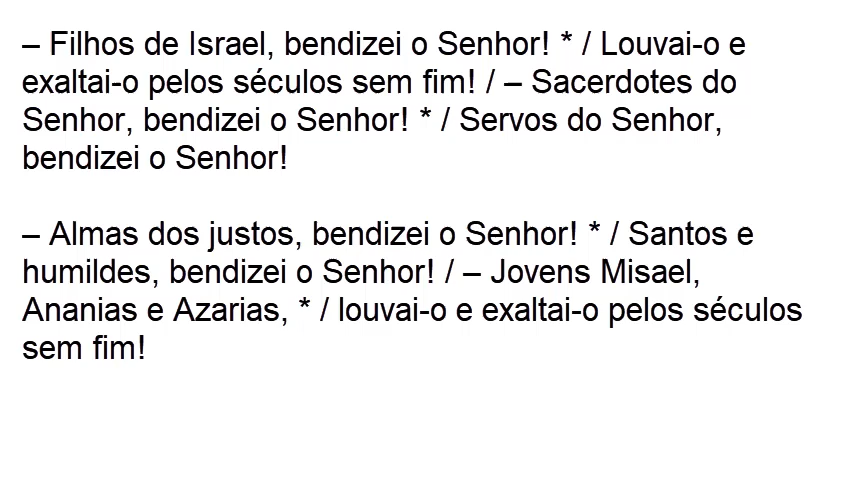 – Filhos de Israel, bendizei o Senhor! * / Louvai-o e
exaltai-o pelos séculos sem fim! / – Sacerdotes do
Senhor, bendizei o Senhor! * / Servos do Senhor,
bendizei o Senhor!
– Almas dos justos, bendizei o Senhor! * / Santos e
humildes, bendizei o Senhor! / – Jovens Misael,
Ananias e Azarias, * / louvai-o e exaltai-o pelos séculos
sem fim!